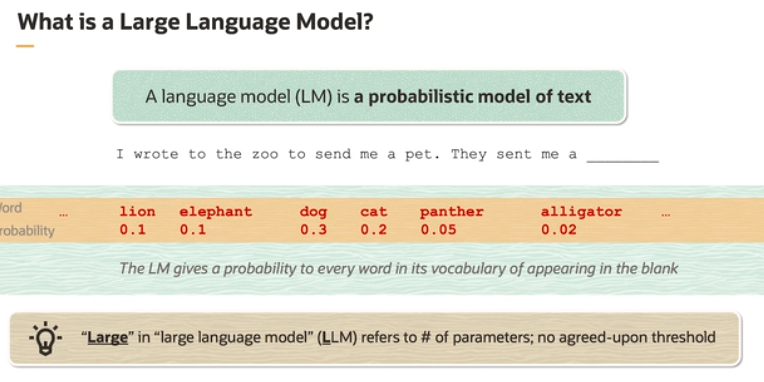 What is a Large Language Model?
A language model (LM) is a probabilistic model of text
I wrote to the zoo to send me a pet. They sent me a ________
... lion elephant dog cat panther alligator ...
0.1 0.1 0.3 0.2 0.05 0.02
The LM gives a probability to every word in its vocabulary of appearing in the blank
“Large” in “large language model” (LLM) refers to # of parameters; no agreed-upon threshold